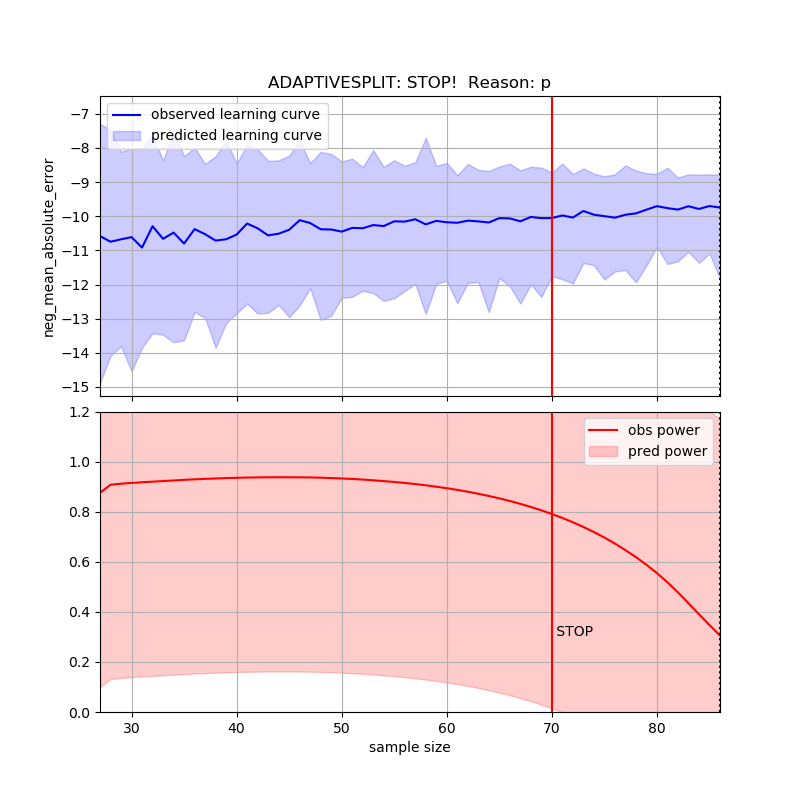 ADAPTIVESPLIT: STOP!  Reason: p
neg_mean_absolute_error
−7
−8
−9
−10
−11
−12
−13
−14
−15
observed learning curve
predicted learning curve
1.2
1.0
0.8
0.6
0.4
0.2
0.0
obs power
pred power
STOP
30 40 50 60 70 80
sample size